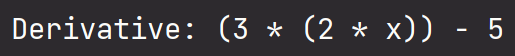 Derivative: (3 * (2 * x)) - 5